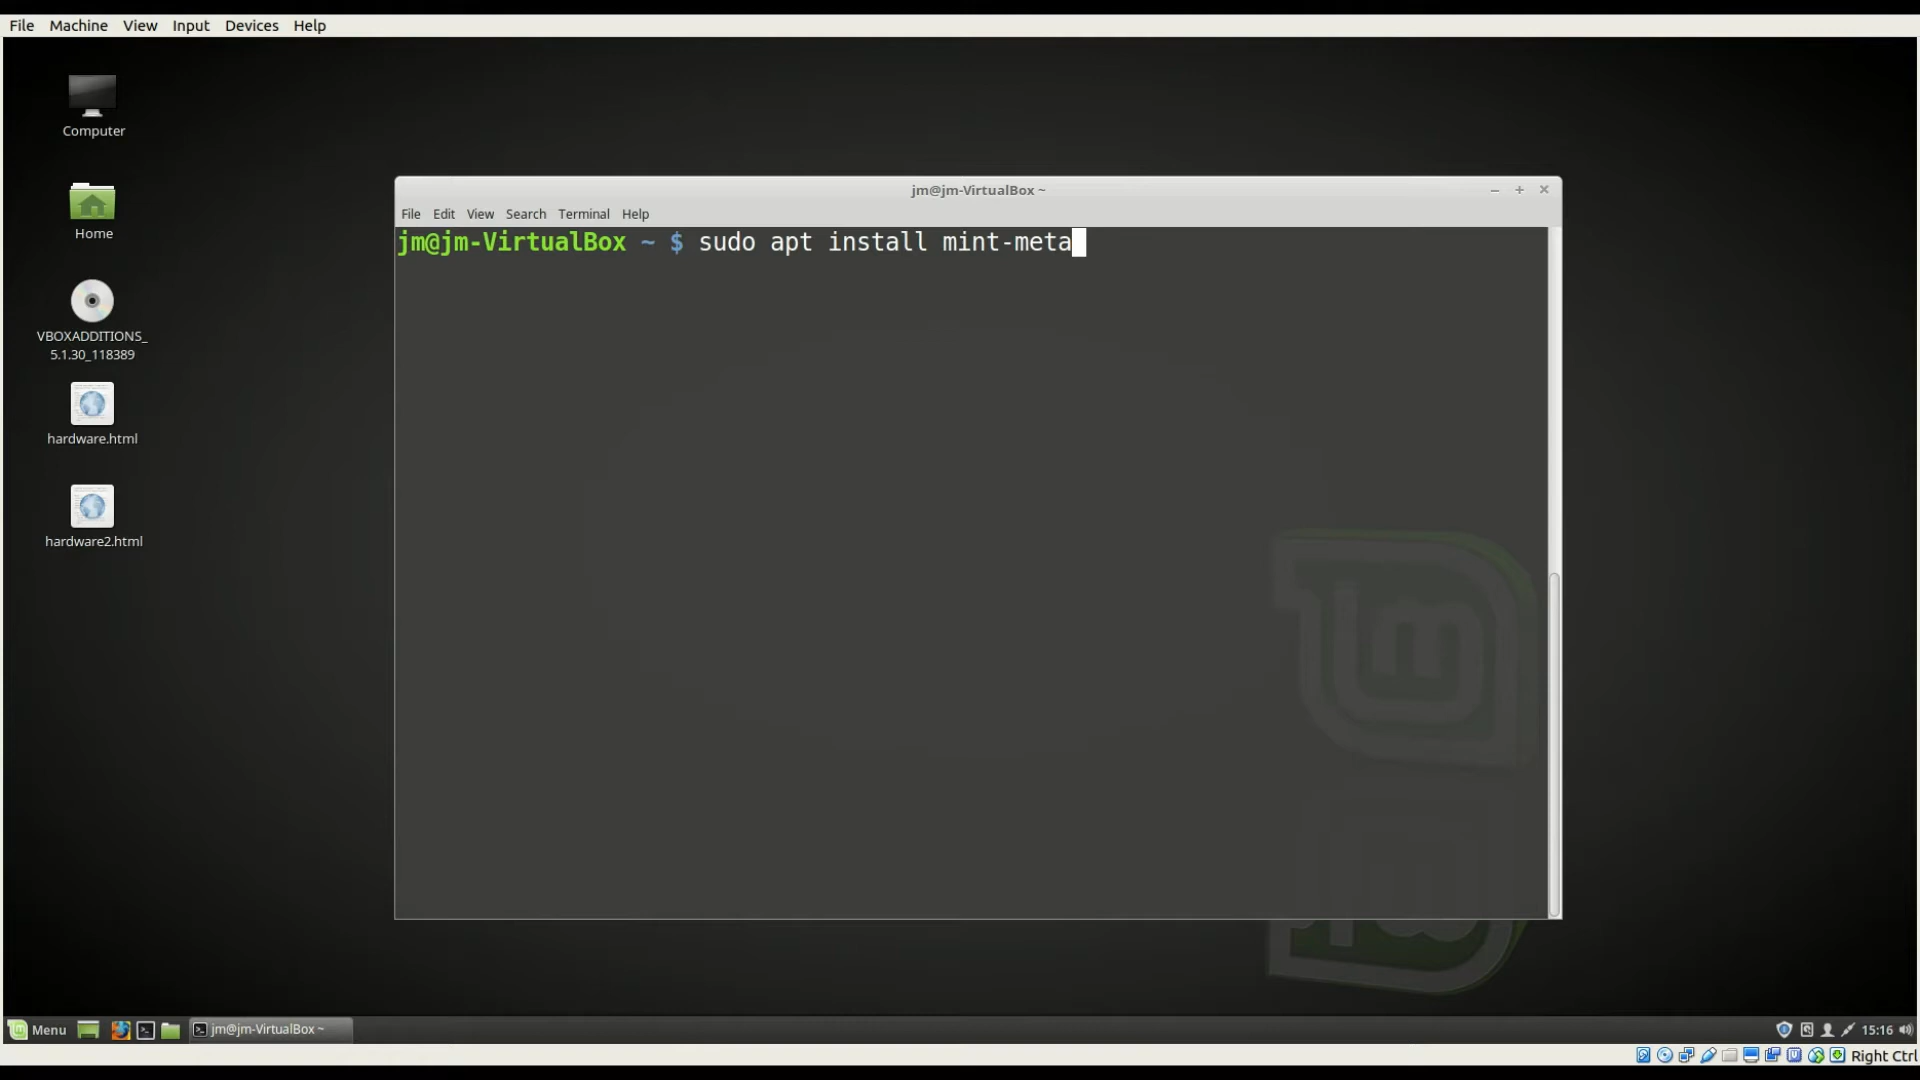 File Machine View Input Devices Help
Computer
Home
VBOXADDITIONS_
5.1.30_118389
hardware.html
hardware2.html
jm@jm-VirtualBox ~
File Edit View Search Terminal Help
jm@jm-VirtualBox ~ $ sudo apt install mint-meta
Menu jm@jm-VirtualBox ~ 15:16
Right Ctrl